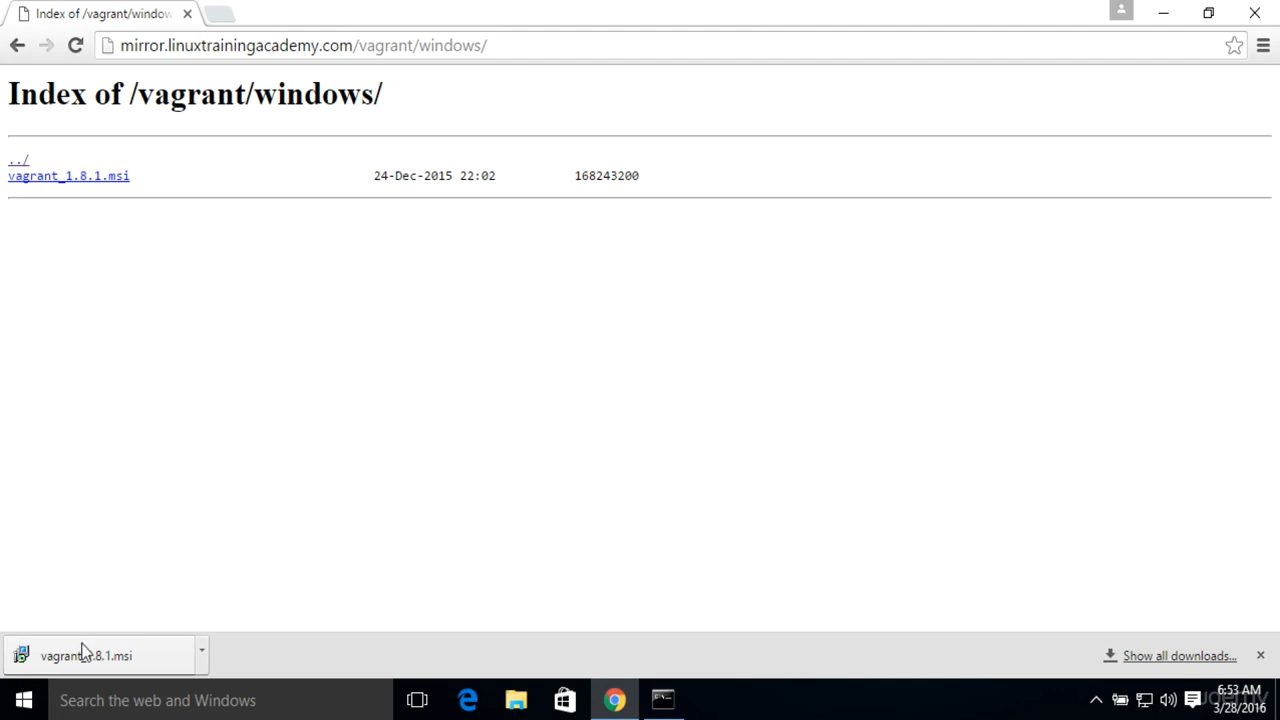 Index of /vagrant/window
mirror.linuxtrainingacademy.com/vagrant/windows/
Index of /vagrant/windows/
../
vagrant_1.8.1.msi 24-Dec-2015 22:02 168243200
vagrant_1.8.1.msi
Show all downloads...
Search the web and Windows
6:53 AM
3/28/2016
udemy